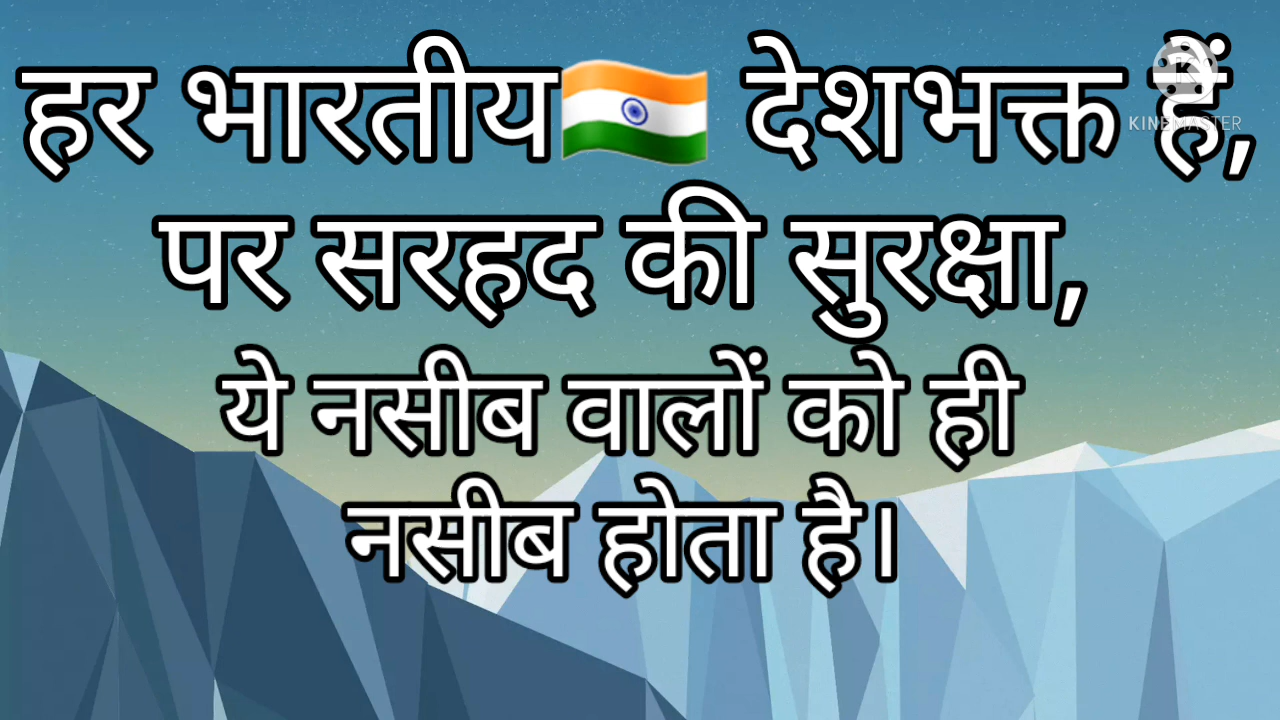 हर भारतीय🇮🇳 देशभक्त हैं,
पर सरहद की सुरक्षा,
ये नसीब वालों को ही
नसीब होता है।
KINEMASTER